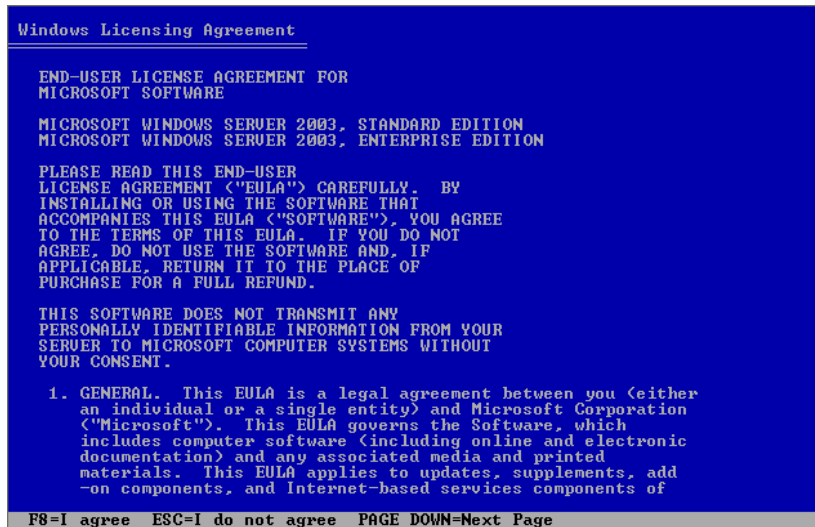 Windows Licensing Agreement
END-USER LICENSE AGREEMENT FOR
MICROSOFT SOFTWARE
MICROSOFT WINDOWS SERVER 2003, STANDARD EDITION
MICROSOFT WINDOWS SERVER 2003, ENTERPRISE EDITION
PLEASE READ THIS END-USER
LICENSE AGREEMENT ("EULA") CAREFULLY.  BY
INSTALLING OR USING THE SOFTWARE THAT
ACCOMPANIES THIS EULA ("SOFTWARE"), YOU AGREE
TO THE TERMS OF THIS EULA.  IF YOU DO NOT
AGREE, DO NOT USE THE SOFTWARE AND, IF
APPLICABLE, RETURN IT TO THE PLACE OF
PURCHASE FOR A FULL REFUND.
THIS SOFTWARE DOES NOT TRANSMIT ANY
PERSONALLY IDENTIFIABLE INFORMATION FROM YOUR
SERVER TO MICROSOFT COMPUTER SYSTEMS WITHOUT
YOUR CONSENT.
1. GENERAL.  This EULA is a legal agreement between you (either
an individual or a single entity) and Microsoft Corporation
("Microsoft").  This EULA governs the Software, which
includes computer software (including online and electronic
documentation) and any associated media and printed
materials.  This EULA applies to updates, supplements, add
-on components, and Internet-based services components of
F8=I agree  ESC=I do not agree  PAGE DOWN=Next Page